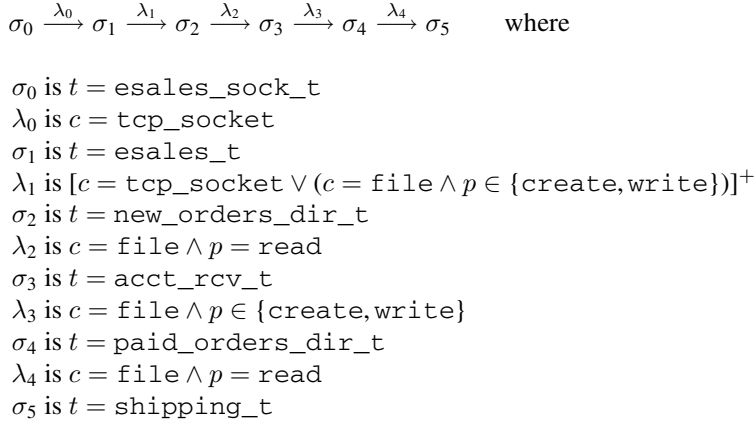 σ₀ —λ₀→ σ₁ —λ₁→ σ₂ —λ₂→ σ₃ —λ₃→ σ₄ —λ₄→ σ₅ where
σ₀ is t = esales_sock_t
λ₀ is c = tcp_socket
σ₁ is t = esales_t
λ₁ is [c = tcp_socket ∨ (c = file ∧ p ∈ {create,write})]⁺
σ₂ is t = new_orders_dir_t
λ₂ is c = file ∧ p = read
σ₃ is t = acct_rcv_t
λ₃ is c = file ∧ p ∈ {create,write}
σ₄ is t = paid_orders_dir_t
λ₄ is c = file ∧ p = read
σ₅ is t = shipping_t